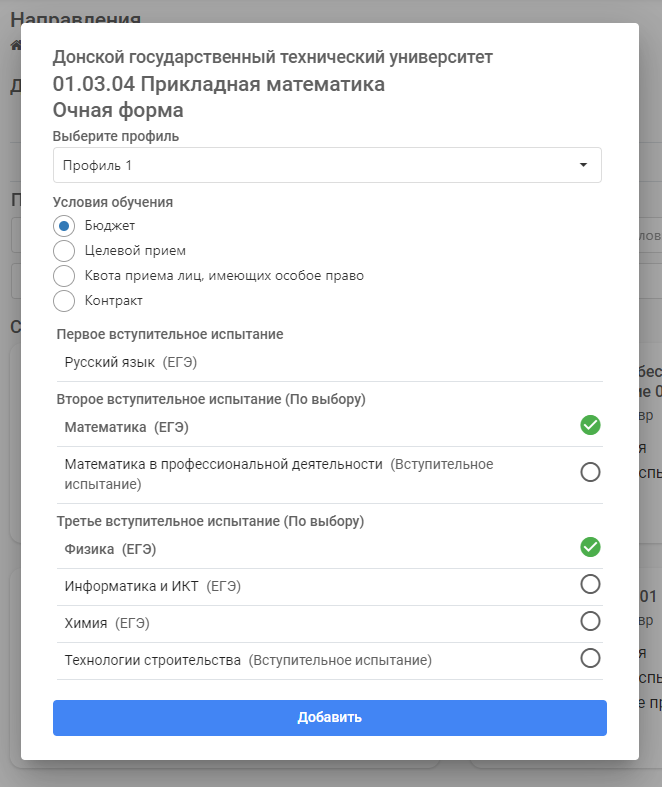 Направления
Донской государственный технический университет
01.03.04 Прикладная математика
Очная форма
Выберите профиль
Профиль 1
Условия обучения
Бюджет
Целевой прием
Квота приема лиц, имеющих особое право
Контракт
Первое вступительное испытание
Русский язык (ЕГЭ)
Второе вступительное испытание (По выбору)
Математика (ЕГЭ)
Математика в профессиональной деятельности (Вступительное
испытание)
Третье вступительное испытание (По выбору)
Физика (ЕГЭ)
Информатика и ИКТ (ЕГЭ)
Химия (ЕГЭ)
Технологии строительства (Вступительное испытание)
Добавить